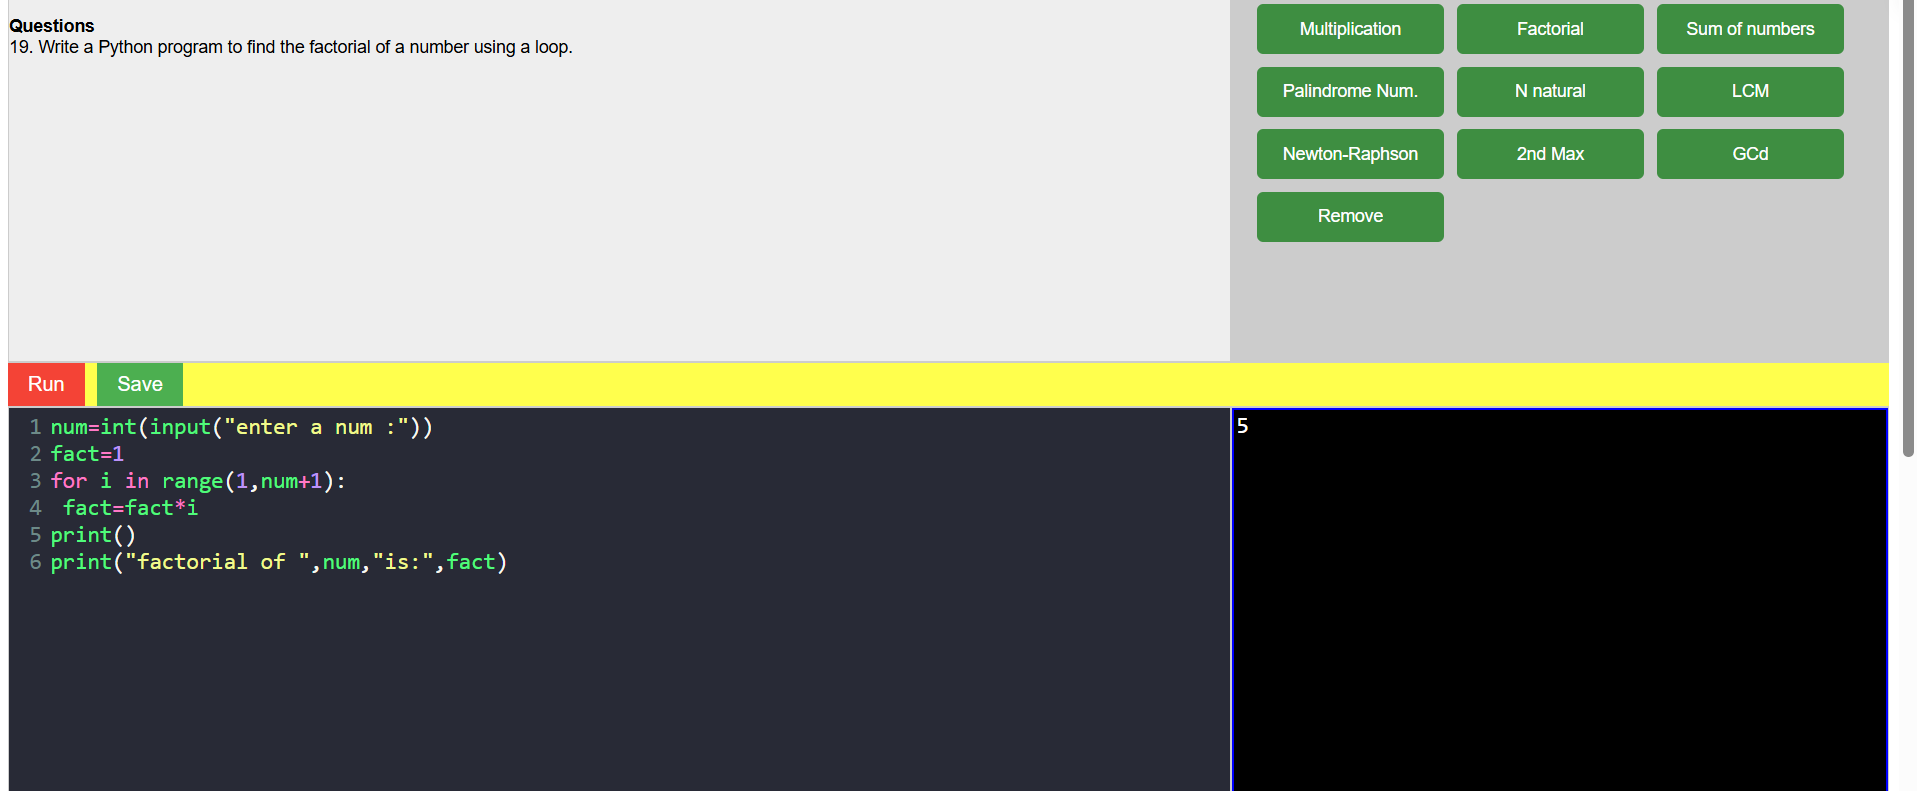 Questions
19. Write a Python program to find the factorial of a number using a loop.
Multiplication
Factorial
Sum of numbers
Palindrome Num.
N natural
LCM
Newton-Raphson
2nd Max
GCd
Remove
Run
Save
1 num=int(input("enter a num :"))
2 fact=1
3 for i in range(1,num+1):
4  fact=fact*i
5 print()
6 print("factorial of ",num,"is:",fact)
5